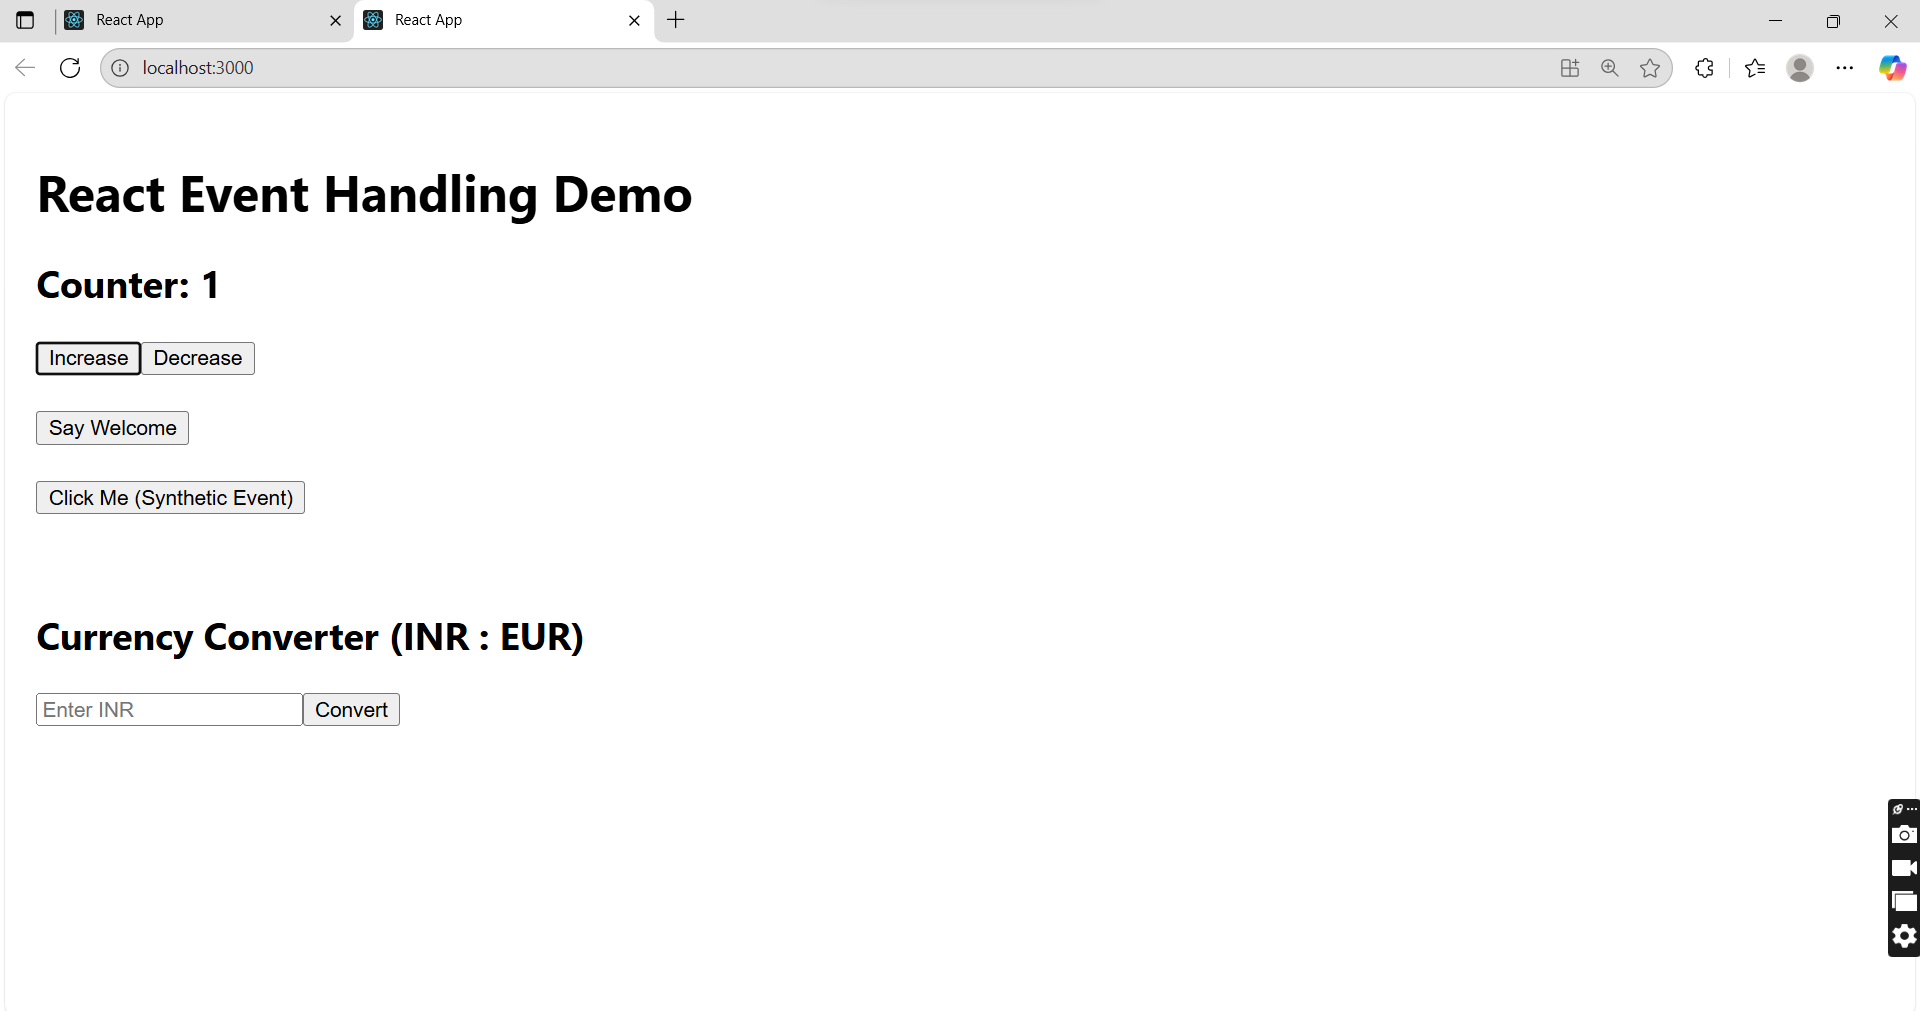 React App
React App
localhost:3000
React Event Handling Demo
Counter: 1
Increase Decrease
Say Welcome
Click Me (Synthetic Event)
Currency Converter (INR : EUR)
Enter INR Convert